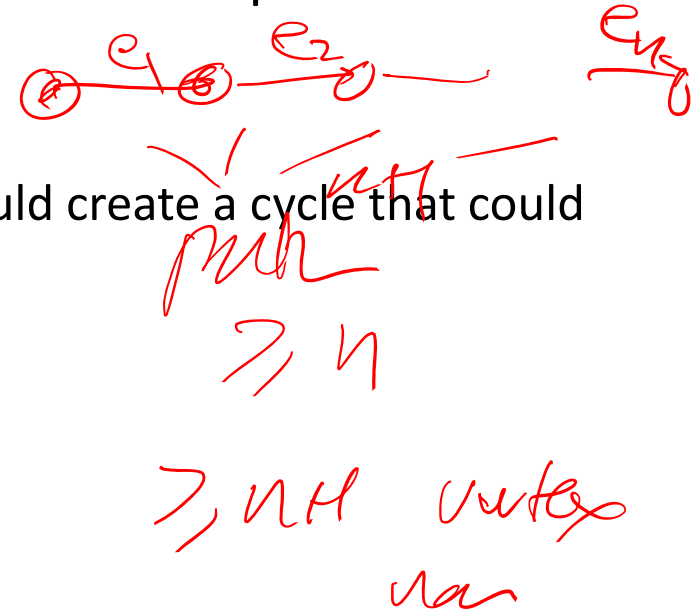 e1 e2 en
n+1
uld create a cycle that could
path
≥ n
≥ n+1 vertex